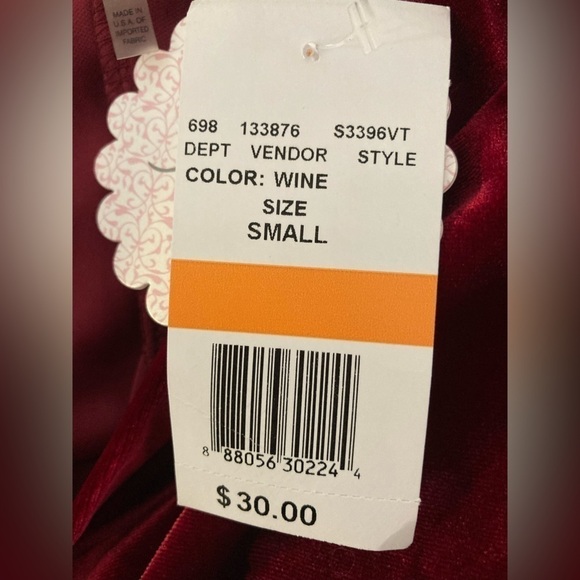 MADE IN
U.S.A. OF
IMPORTED
FABRIC
698 133876 S3396VT
DEPT VENDOR STYLE
COLOR: WINE
SIZE
SMALL
8 88056 30224 4
$30.00